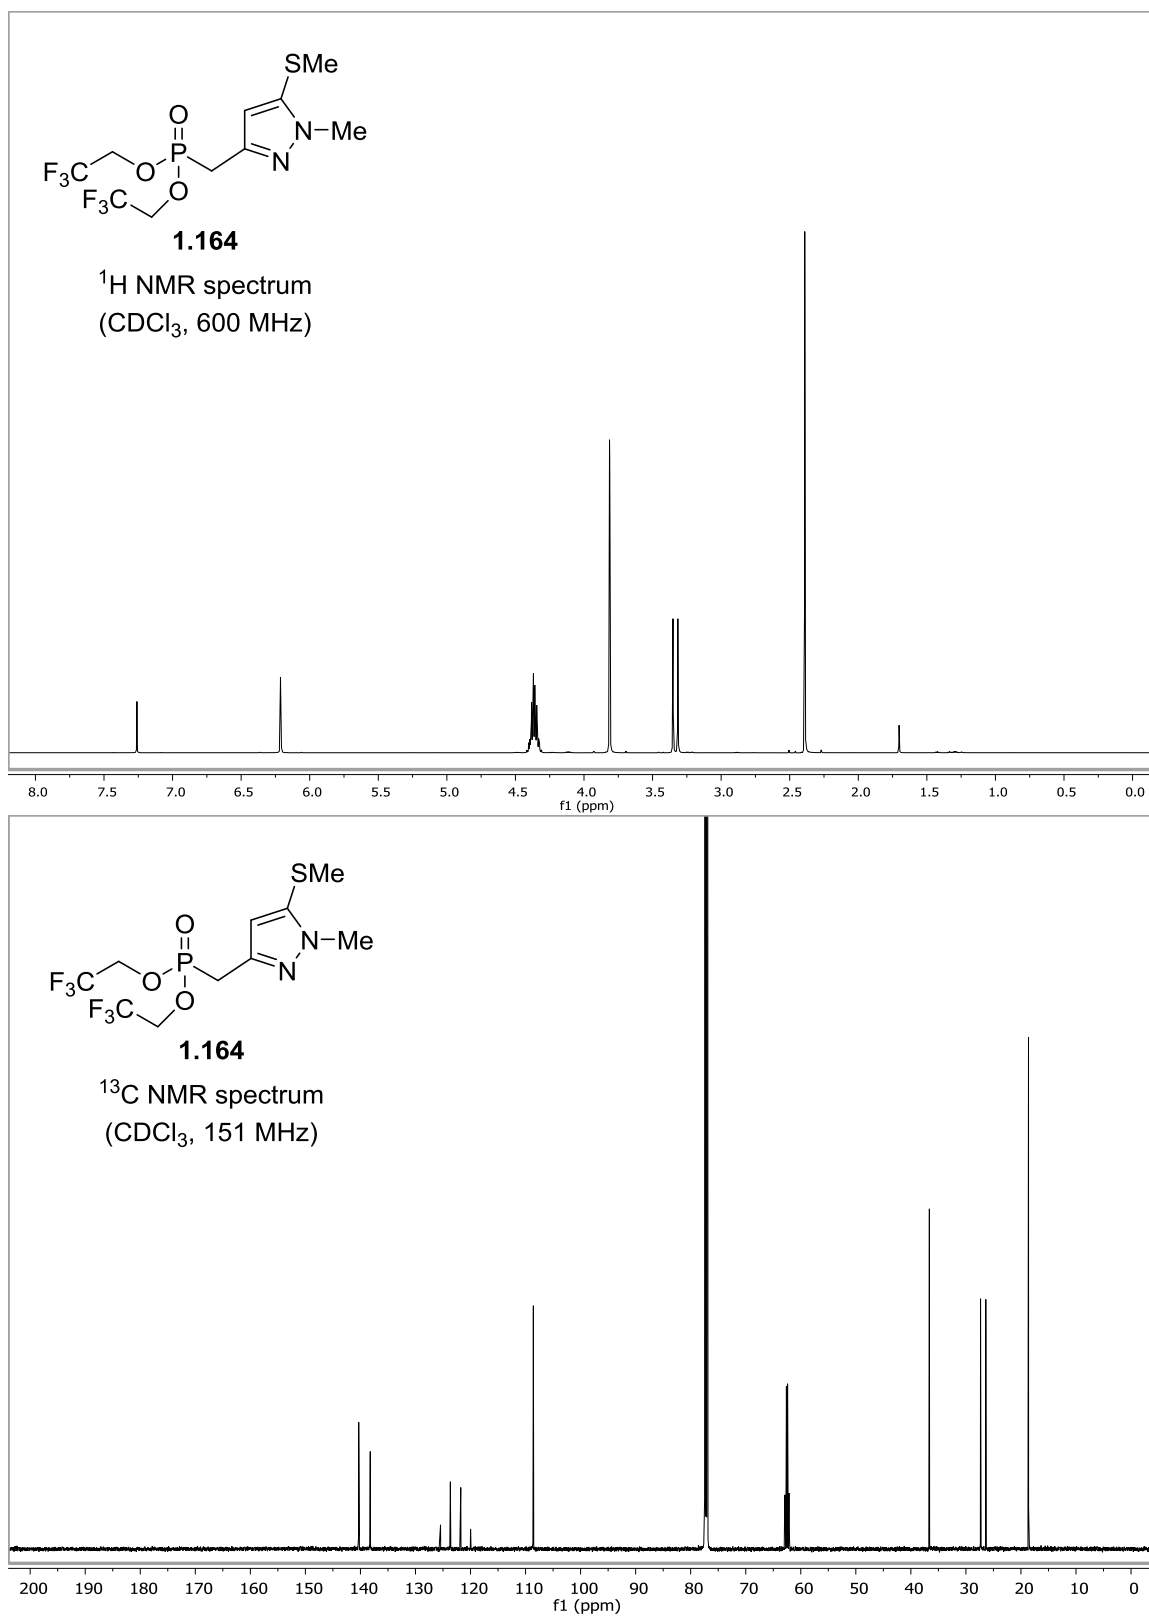 SMe
O
P
N
Me
F₃C
O
N
O
F₃C
1.164
¹H NMR spectrum
(CDCl₃, 600 MHz)
8.0 7.5 7.0 6.5 6.0 5.5 5.0 4.5 4.0 3.5 3.0 2.5 2.0 1.5 1.0 0.5 0.0
f1 (ppm)
SMe
O
P
N
Me
F₃C
O
N
O
F₃C
1.164
¹³C NMR spectrum
(CDCl₃, 151 MHz)
200 190 180 170 160 150 140 130 120 110 100 90 80 70 60 50 40 30 20 10 0
f1 (ppm)